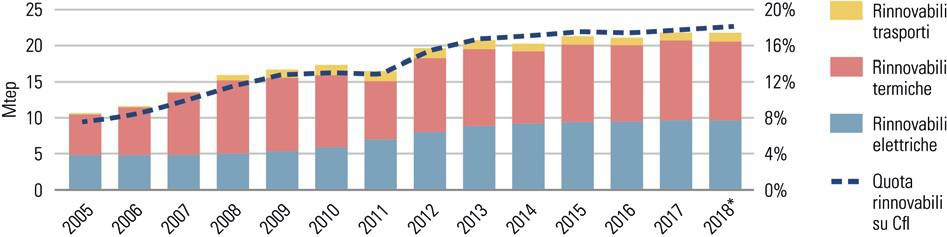 25
20
15
10
5
0
Mtep
20%
16%
12%
8%
4%
0%
2005
2006
2007
2008
2009
2010
2011
2012
2013
2014
2015
2016
2017
2018*
Rinnovabili
trasporti
Rinnovabili
termiche
Rinnovabili
elettriche
Quota
rinnovabili
su Cfl